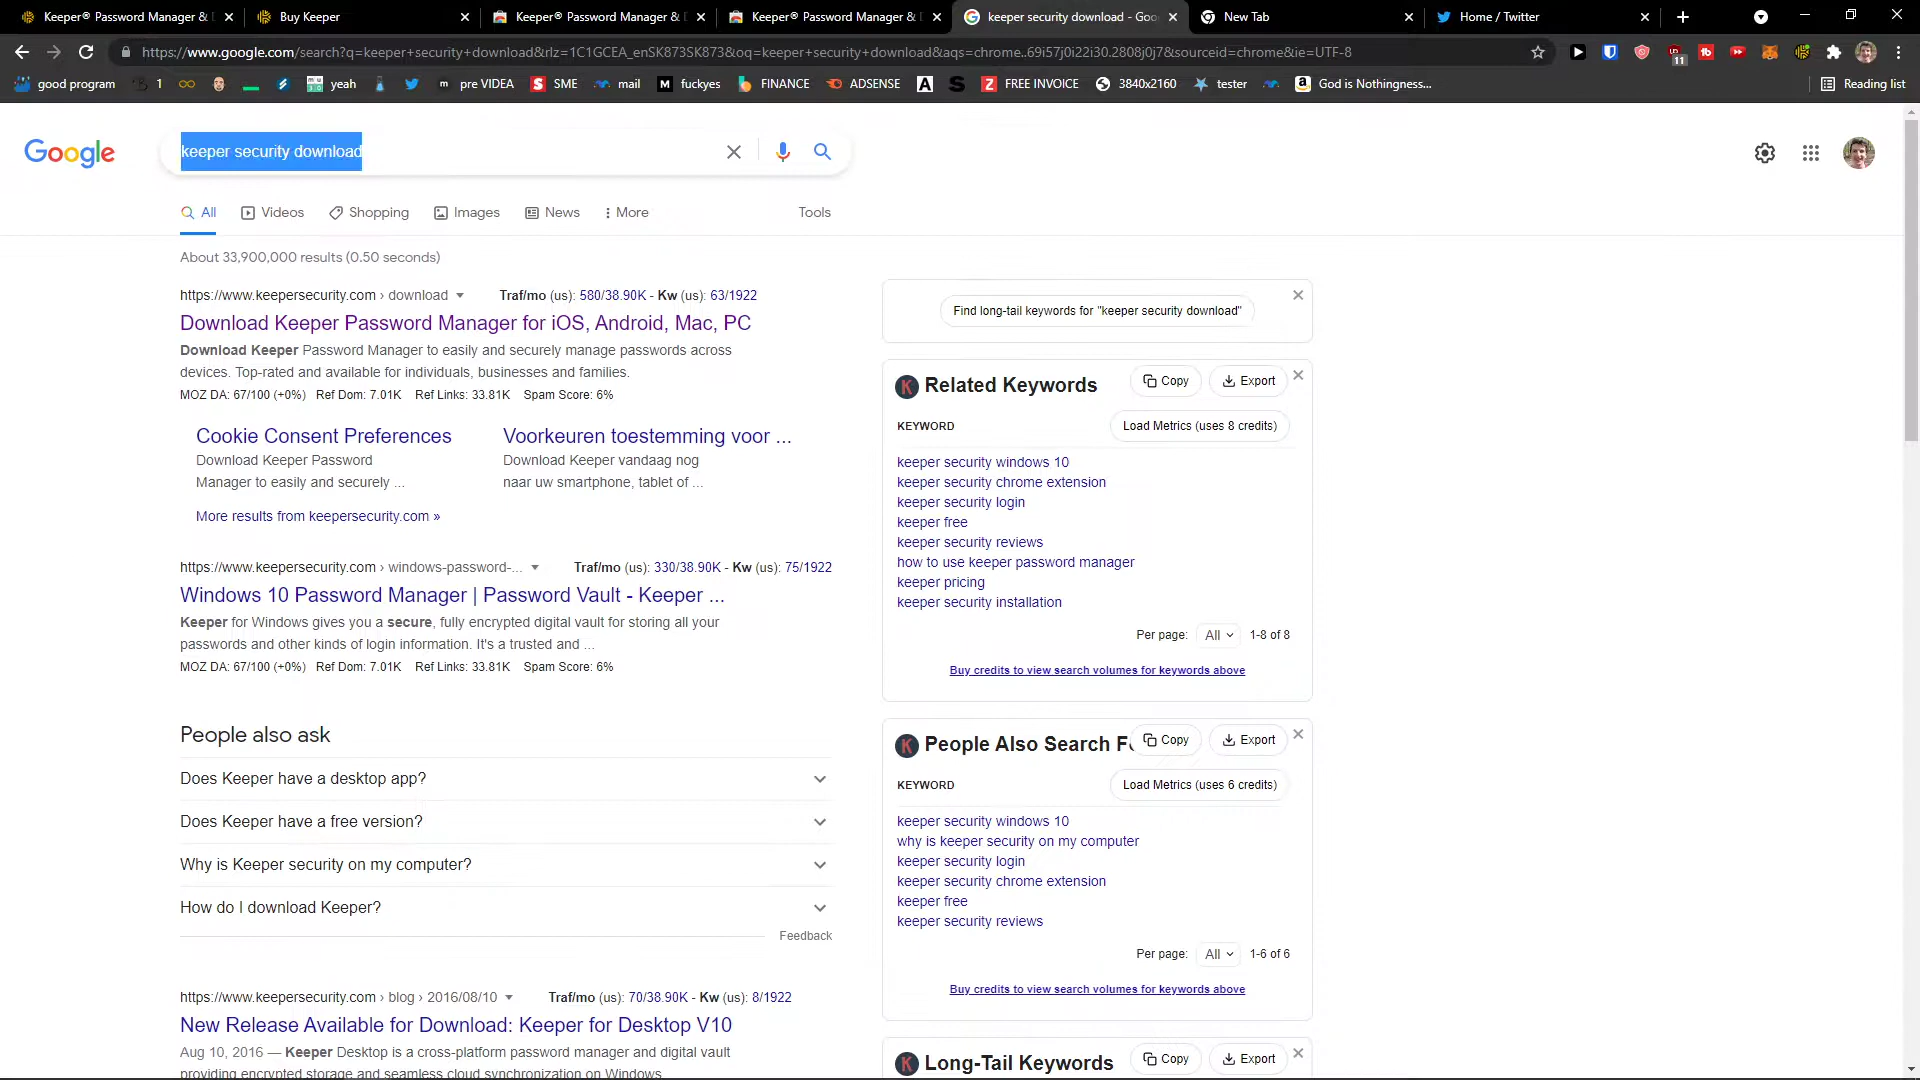 Keeper® Password Manager & D
Buy Keeper
Keeper® Password Manager & D
Keeper® Password Manager & D
keeper security download - Goo
New Tab
Home / Twitter
https://www.google.com/search?q=keeper+security+download&rlz=1C1GCEA_enSK873SK873&oq=keeper+security+download&aqs=chrome..69i57j0i22i30.2808j0j7&sourceid=chrome&ie=UTF-8
11
good program
1
yeah
pre VIDEA
SME
mail
fuckyes
FINANCE
ADSENSE
FREE INVOICE
3840x2160
tester
God is Nothingness...
Reading list
Google
keeper security download
All
Videos
Shopping
Images
News
More
Tools
About 33,900,000 results (0.50 seconds)
https://www.keepersecurity.com › download
Traf/mo (us): 580/38.90K - Kw (us): 63/1922
Download Keeper Password Manager for iOS, Android, Mac, PC
Download Keeper Password Manager to easily and securely manage passwords across
devices. Top-rated and available for individuals, businesses and families.
MOZ DA: 67/100 (+0%) Ref Dom: 7.01K Ref Links: 33.81K Spam Score: 6%
Cookie Consent Preferences
Download Keeper Password
Manager to easily and securely ...
Voorkeuren toestemming voor ...
Download Keeper vandaag nog
naar uw smartphone, tablet of ...
More results from keepersecurity.com »
https://www.keepersecurity.com › windows-password-...
Traf/mo (us): 330/38.90K - Kw (us): 75/1922
Windows 10 Password Manager | Password Vault - Keeper ...
Keeper for Windows gives you a secure, fully encrypted digital vault for storing all your
passwords and other kinds of login information. It's a trusted and ...
MOZ DA: 67/100 (+0%) Ref Dom: 7.01K Ref Links: 33.81K Spam Score: 6%
People also ask
Does Keeper have a desktop app?
Does Keeper have a free version?
Why is Keeper security on my computer?
How do I download Keeper?
Feedback
https://www.keepersecurity.com › blog › 2016/08/10
Traf/mo (us): 70/38.90K - Kw (us): 8/1922
New Release Available for Download: Keeper for Desktop V10
Aug 10, 2016 — Keeper Desktop is a cross-platform password manager and digital vault
providing encrypted storage and seamless cloud synchronization on Windows
Find long-tail keywords for "keeper security download"
Related Keywords
Copy
Export
KEYWORD
Load Metrics (uses 8 credits)
keeper security windows 10
keeper security chrome extension
keeper security login
keeper free
keeper security reviews
how to use keeper password manager
keeper pricing
keeper security installation
Per page: All 1-8 of 8
Buy credits to view search volumes for keywords above
People Also Search Fo
Copy
Export
KEYWORD
Load Metrics (uses 6 credits)
keeper security windows 10
why is keeper security on my computer
keeper security login
keeper security chrome extension
keeper free
keeper security reviews
Per page: All 1-6 of 6
Buy credits to view search volumes for keywords above
Long-Tail Keywords
Copy
Export